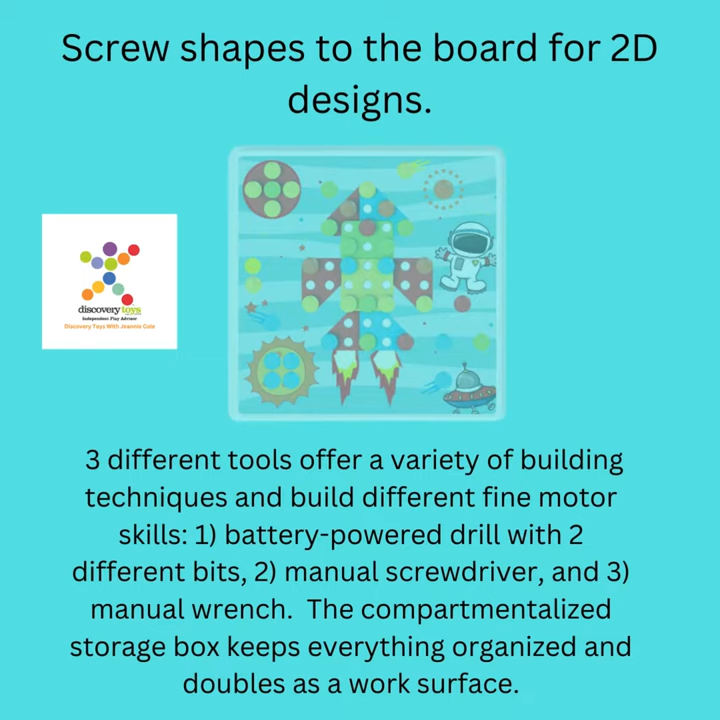 Screw shapes to the board for 2D
designs.
discovery toys
Independent Play Advisor
Discovery Toys With Jeannie Cole
3 different tools offer a variety of building
techniques and build different fine motor
skills: 1) battery-powered drill with 2
different bits, 2) manual screwdriver, and 3)
manual wrench.  The compartmentalized
storage box keeps everything organized and
doubles as a work surface.